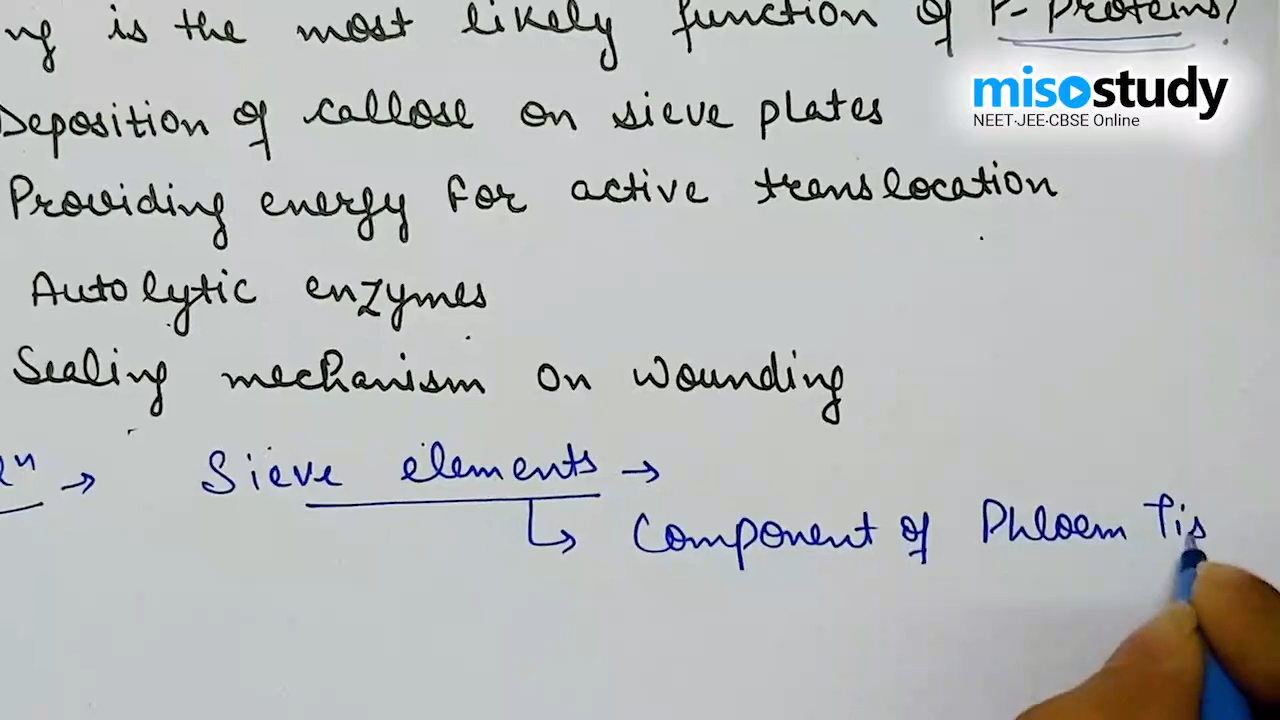 ng is the most likely function of P-Proteins?
misostudy
NEET-JEE-CBSE Online
Deposition of callose on sieve plates
Providing energy for active translocation
Autolytic enzymes
Sealing mechanism on wounding
→ Sieve elements →
↳ Component of Phloem Tis